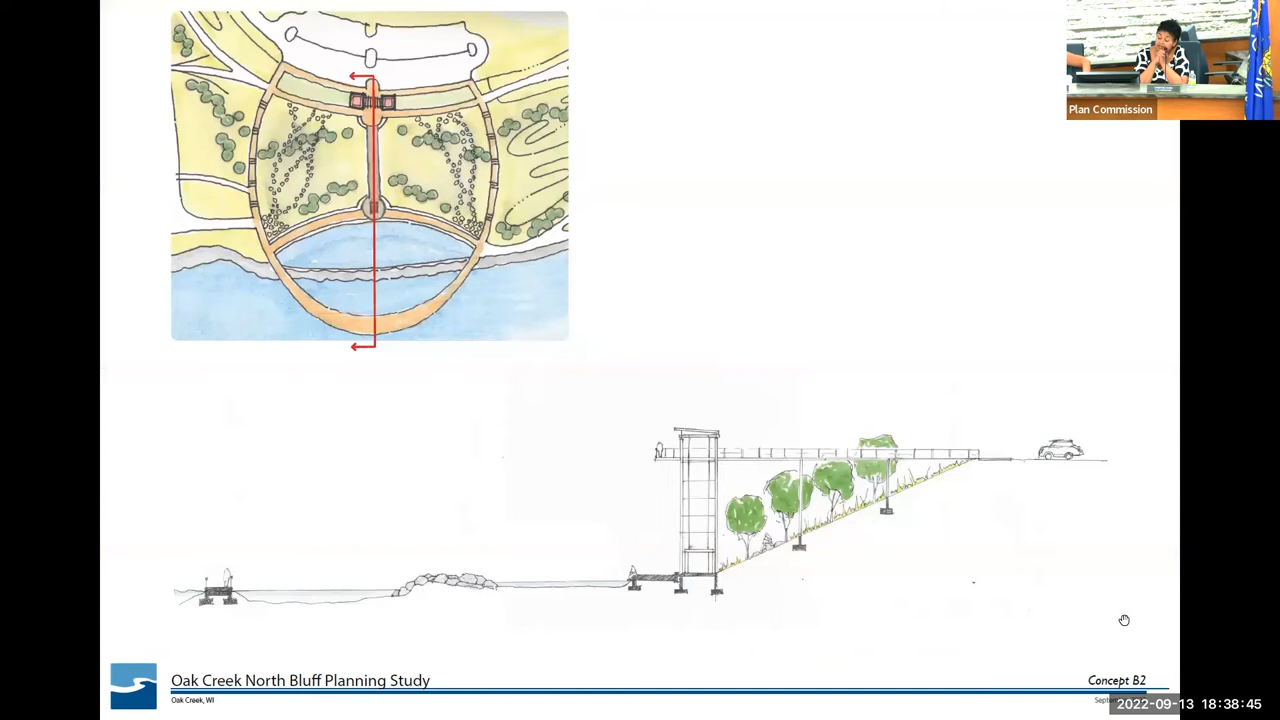 Plan Commission
Oak Creek North Bluff Planning Study
Concept B2
Oak Creek, WI
2022-09-13 18:38:45